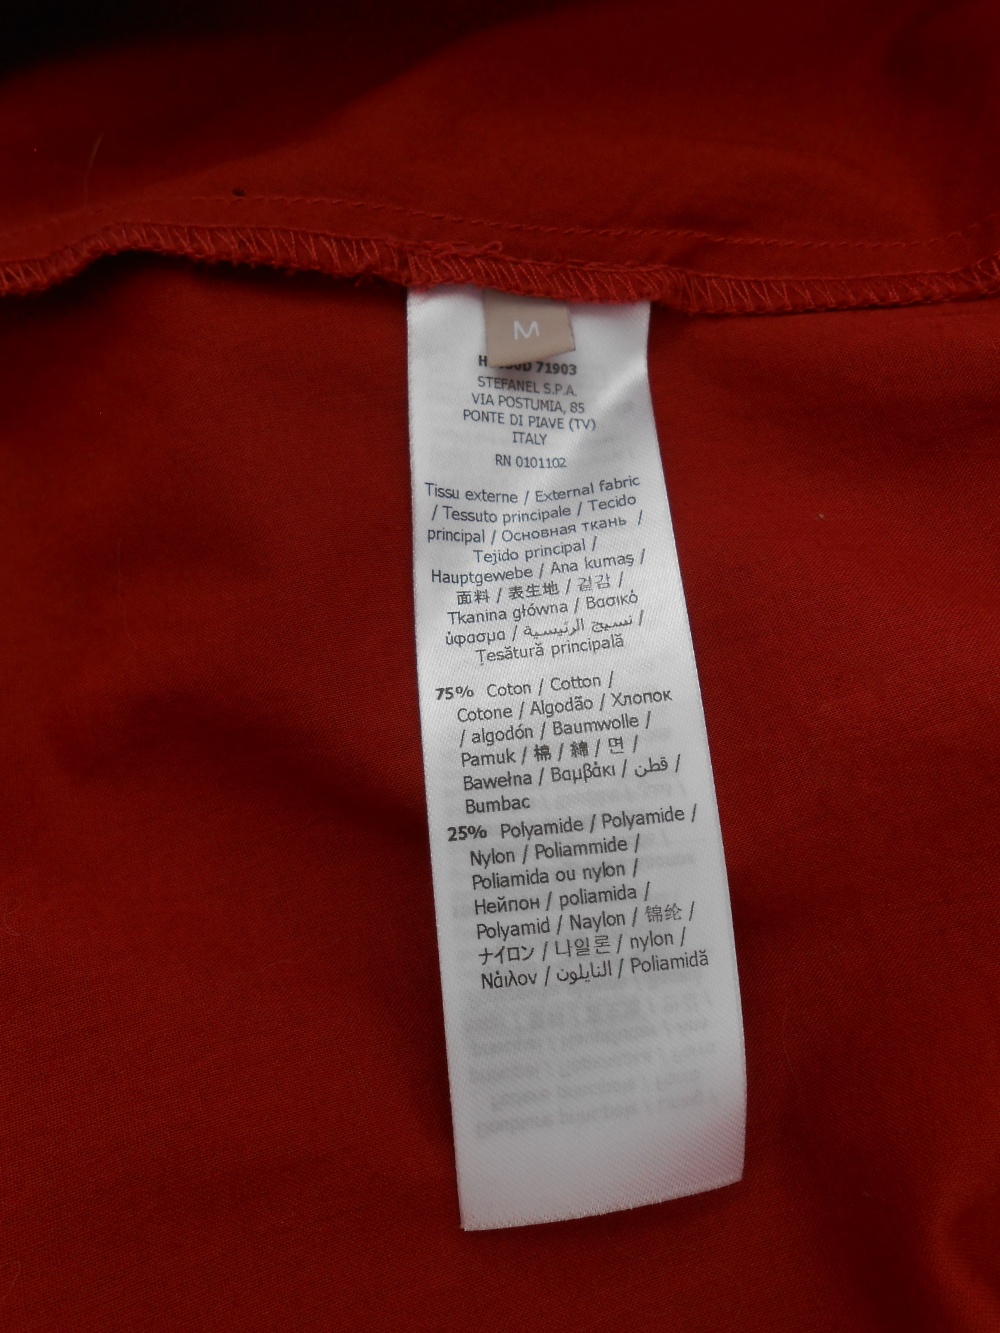 M
71903
STEFANEL S.P.A.
VIA POSTUMIA, 85
PONTE DI PIAVE (TV)
ITALY
RN 0101102
Tissu externe / External fabric
/ Tessuto principale / Tecido
principal / Основная ткань /
Tejido principal /
Hauptgewebe / Ana kumaş /
面料 / 表生地 / 겉감 /
Tkanina główna / Βασικό
ύφασμα / نسيج الرئيسية /
Țesătură principală
75% Coton / Cotton /
Cotone / Algodão / Хлопок
/ algodón / Baumwolle /
Pamuk / 棉 / 綿 / 면 /
Bawełna / Βαμβάκι / قطن /
Bumbac
25% Polyamide / Polyamide /
Nylon / Poliammide /
Poliamida ou nylon /
Нейпон / poliamida /
Polyamid / Naylon / 锦纶 /
ナイロン / 나일론 / nylon /
Νάιλον / النايلون / Poliamidă